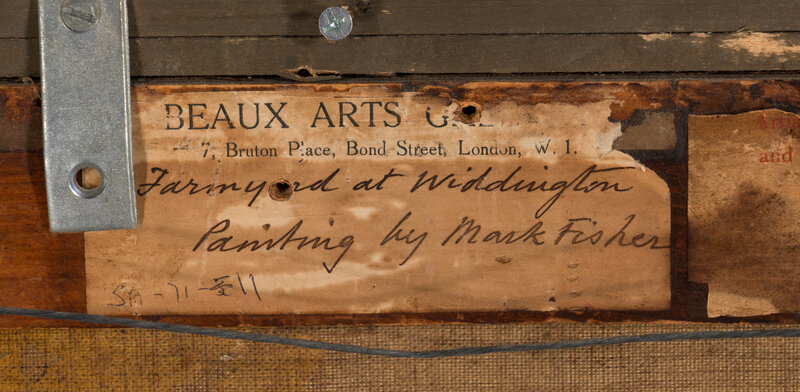 BEAUX ARTS
7, Bruton Place, Bond Street, London, W. 1.
Farmyard at Widdington
Painting by Mark Fisher
and